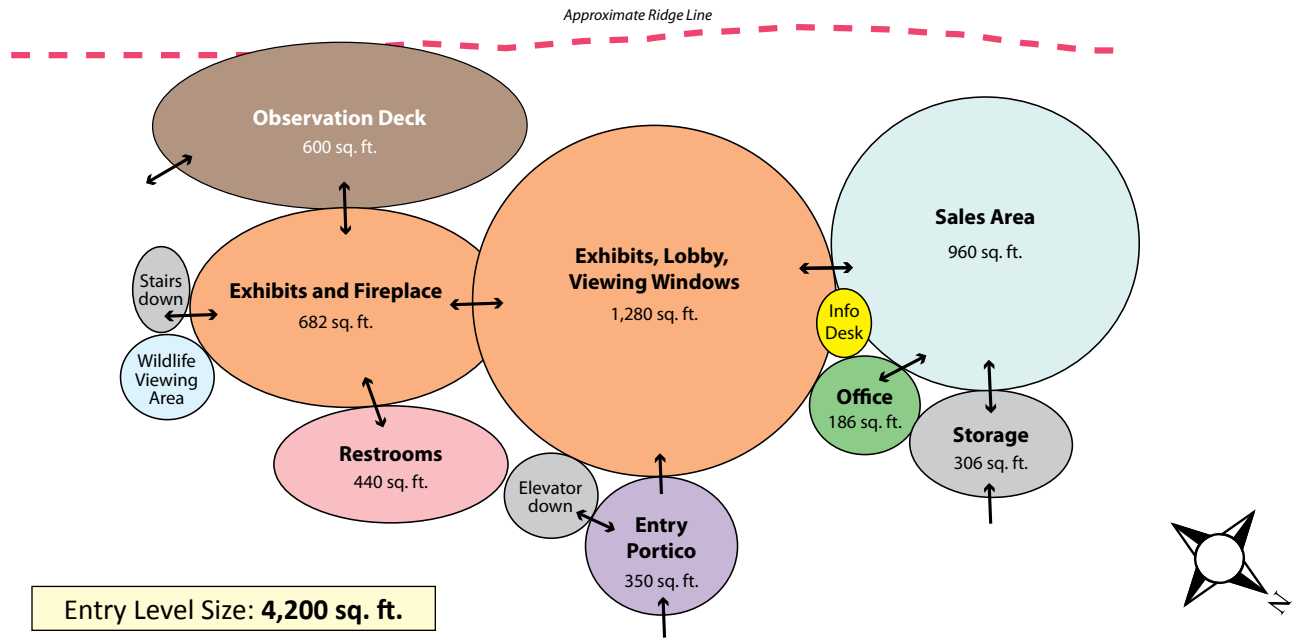 Approximate Ridge Line
Observation Deck
600 sq. ft.
Sales Area
960 sq. ft.
Exhibits, Lobby,
Viewing Windows
1,280 sq. ft.
Stairs
down
Exhibits and Fireplace
682 sq. ft.
Info
Desk
Wildlife
Viewing
Area
Office
186 sq. ft.
Storage
306 sq. ft.
Restrooms
440 sq. ft.
Elevator
down
Entry
Portico
350 sq. ft.
Entry Level Size: 4,200 sq. ft.
N